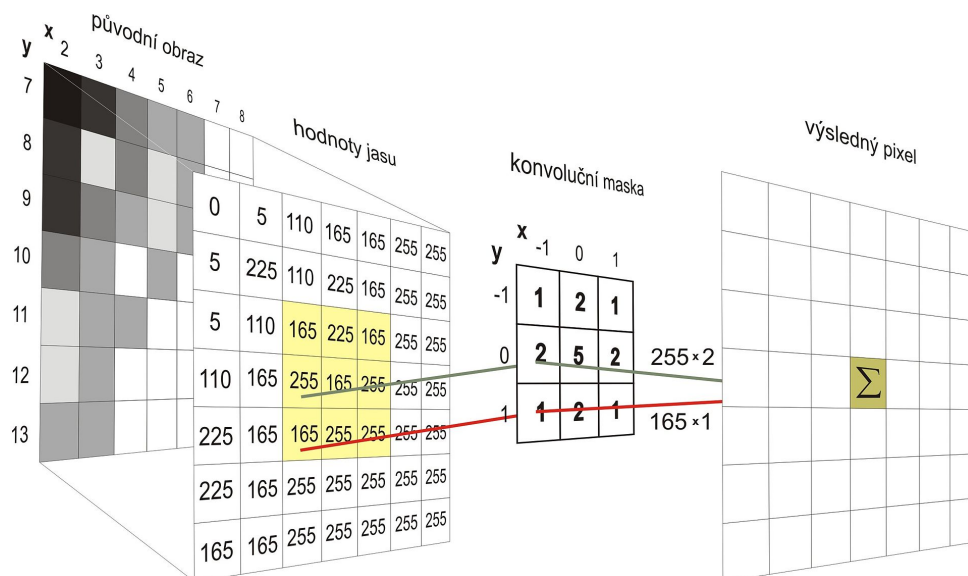 původní obraz
x 2 3 4 5 6 7 8
y
7
8
9
10
11
12
13
hodnoty jasu
0 5 110 165 165 255 255
5 225 110 225 165 255 255
5 110 165 225 165 255 255
110 165 255 165 255 255 255
225 165 165 255 255 255 255
225 165 255 255 255 255 255
165 165 255 255 255 255 255
konvoluční maska
x
y -1 0 1
-1 1 2 1
0 2 5 2
1 1 2 1
255×2
165×1
výsledný pixel
Σ